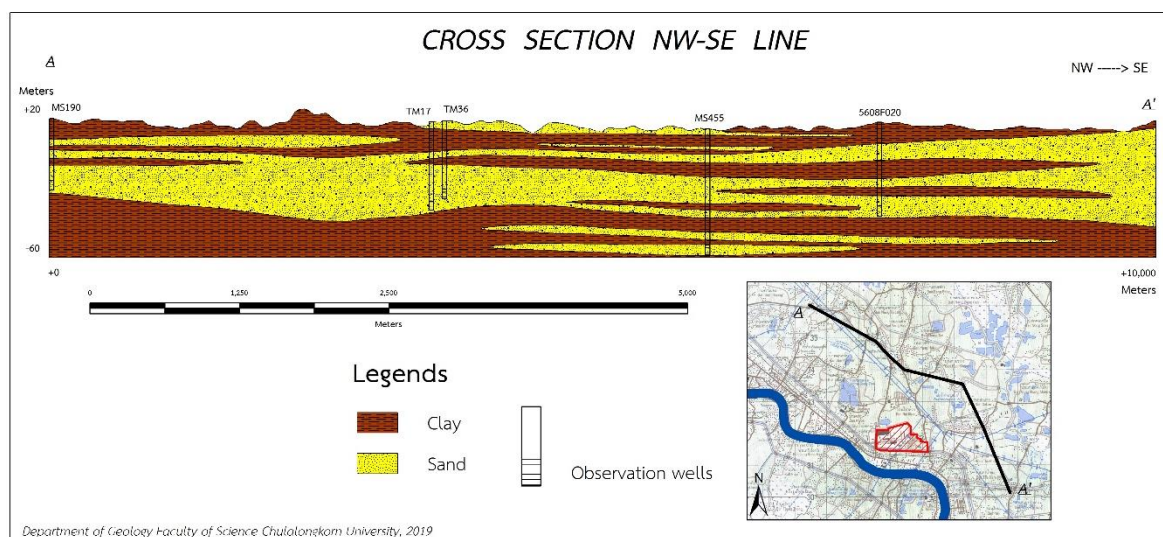 CROSS SECTION NW-SE LINE
A
NW -----> SE
Meters
A'
+20
MS190
TM17
TM36
MS455
5608F020
-60
+0
+10,000
Meters
0
1,250
2,500
5,000
Meters
A
Legends
Clay
Sand
Observation wells
N
A'
Department of Geology Faculty of Science Chulalongkorn University, 2019